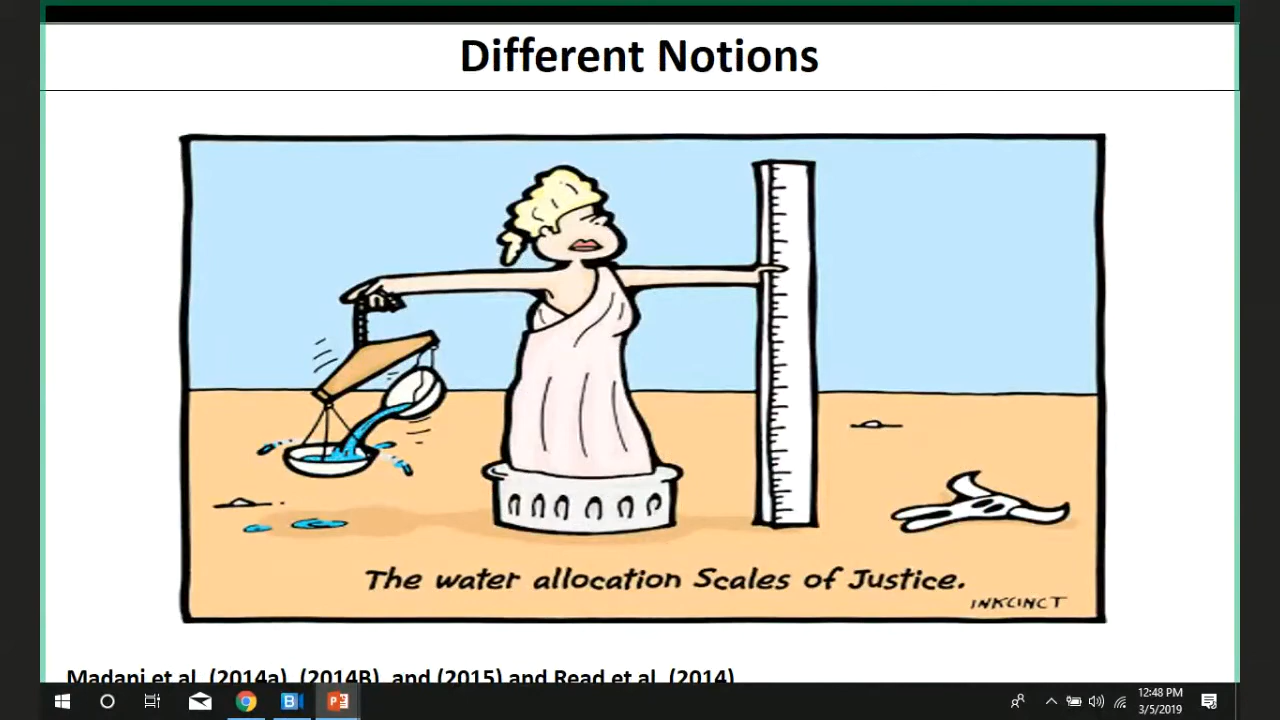 Different Notions
The water allocation Scales of Justice.
INKCINCT
Madani et al. (2014a), (2014B), and (2015) and Read et al. (2014)
12:48 PM
3/5/2019